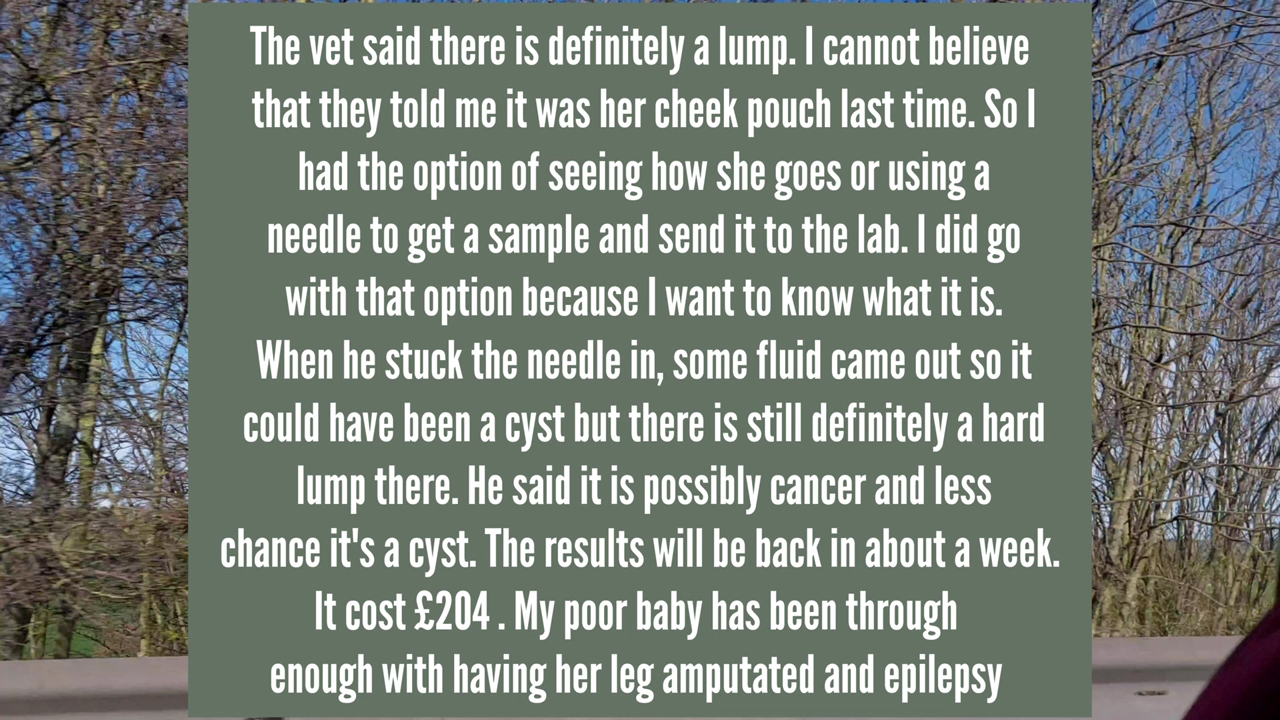 The vet said there is definitely a lump. I cannot believe
that they told me it was her cheek pouch last time. So I
had the option of seeing how she goes or using a
needle to get a sample and send it to the lab. I did go
with that option because I want to know what it is.
When he stuck the needle in, some fluid came out so it
could have been a cyst but there is still definitely a hard
lump there. He said it is possibly cancer and less
chance it's a cyst. The results will be back in about a week.
It cost £204 . My poor baby has been through
enough with having her leg amputated and epilepsy